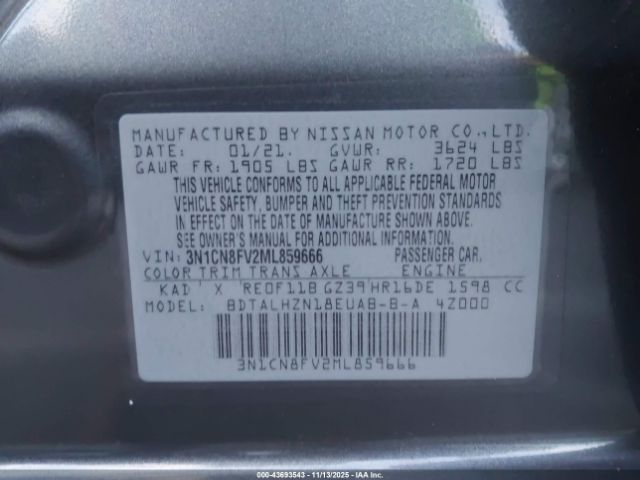 MANUFACTURED BY NISSAN MOTOR CO.,LTD.
DATE: 01/21. GVWR: 3624 LBS
GAWR FR: 1905 LBS GAWR RR: 1720 LBS
THIS VEHICLE CONFORMS TO ALL APPLICABLE FEDERAL MOTOR
VEHICLE SAFETY, BUMPER AND THEFT PREVENTION STANDARDS
IN EFFECT ON THE DATE OF MANUFACTURE SHOWN ABOVE.
SEE OWNER'S MANUAL FOR ADDITIONAL INFORMATION.
VIN: 3N1CN8FV2ML859666 PASSENGER CAR.
COLOR TRIM TRANS AXLE ENGINE
KAD X RE0F11B GZ39 HR16DE 1598 CC
MODEL: BDTALHZN18EUAB-B-A 4Z000
3N1CN8FV2ML859666
© 000-43693543 - 11/13/2025 - IAA Holdings, LLC.